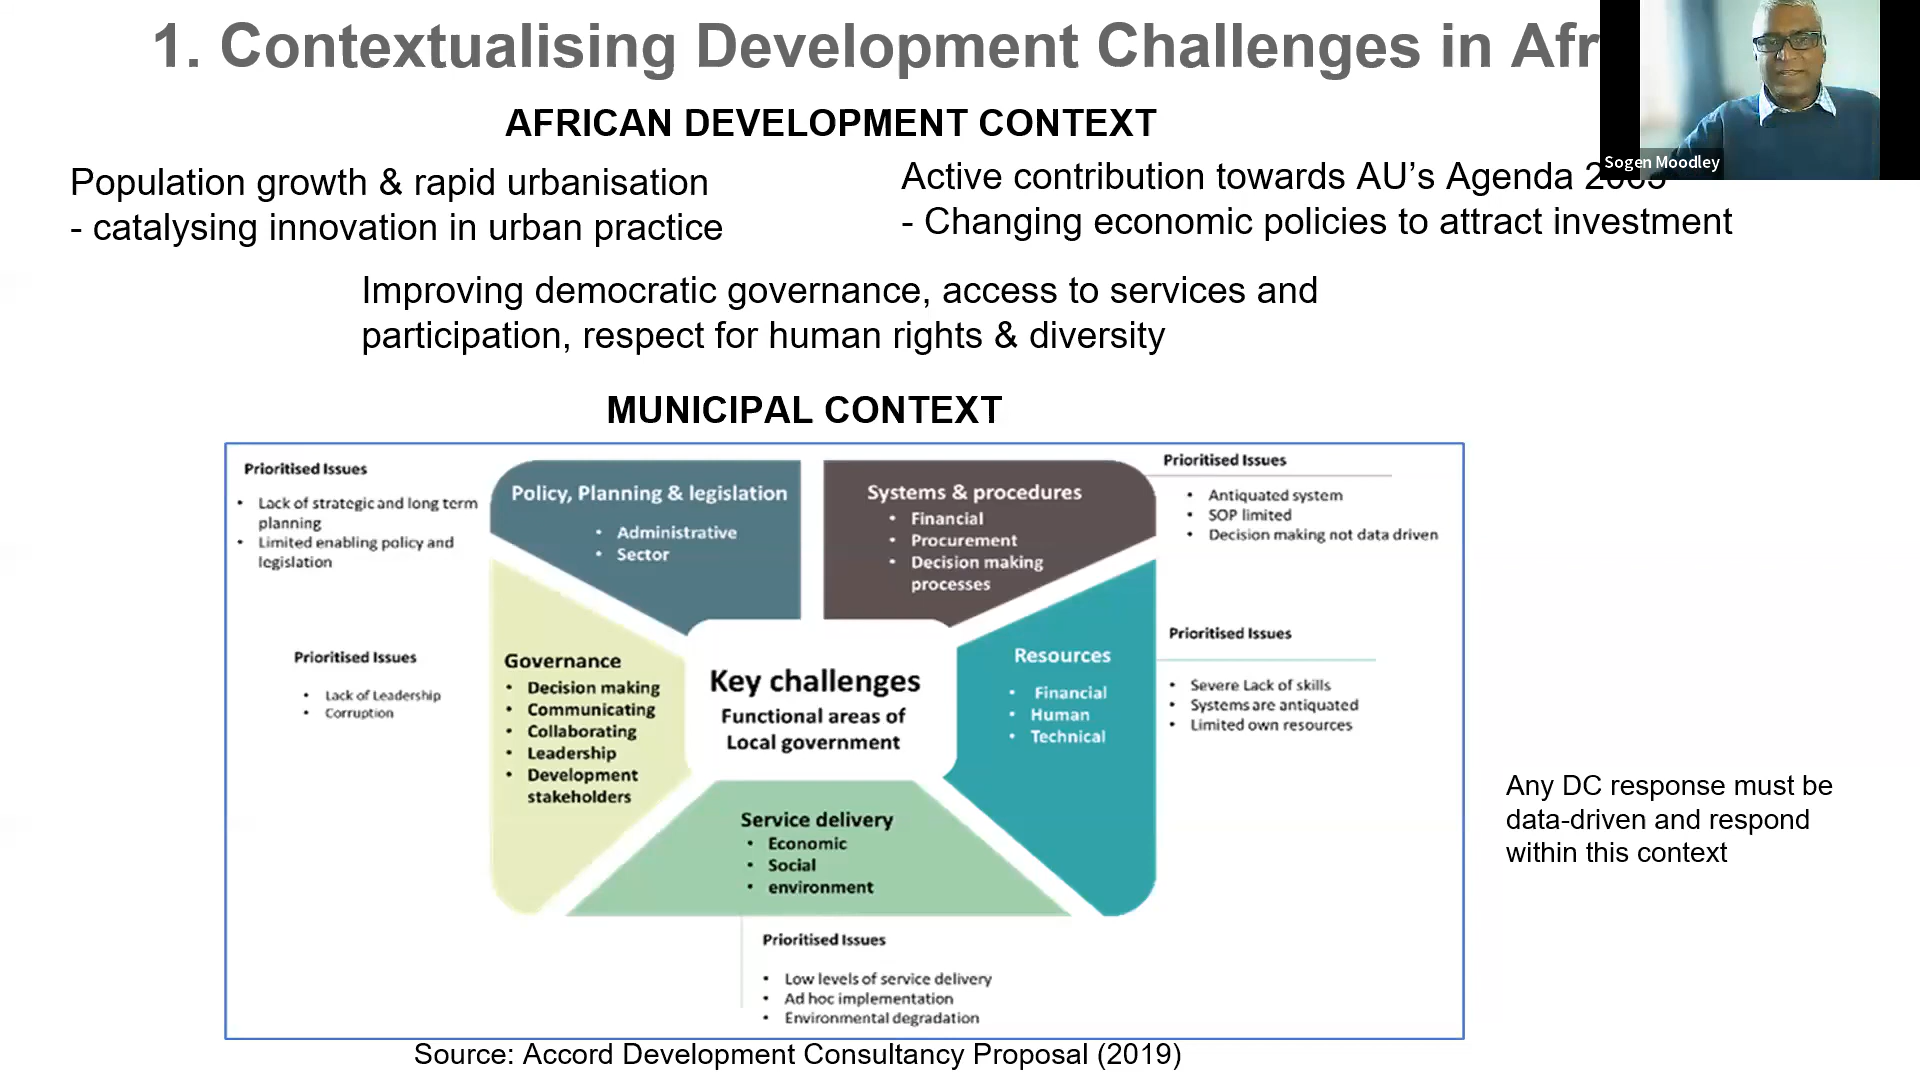 1. Contextualising Development Challenges in Afr
Sogen Moodley
AFRICAN DEVELOPMENT CONTEXT
Population growth & rapid urbanisation
- catalysing innovation in urban practice
Active contribution towards AU’s Agenda
- Changing economic policies to attract investment
Improving democratic governance, access to services and
participation, respect for human rights & diversity
MUNICIPAL CONTEXT
Prioritised Issues
• Lack of strategic and long term
planning
• Limited enabling policy and
legislation
Policy, Planning & legislation
• Administrative
• Sector
Systems & procedures
• Financial
• Procurement
• Decision making
processes
Prioritised Issues
• Antiquated system
• SOP limited
• Decision making not data driven
Prioritised Issues
• Lack of Leadership
• Corruption
Governance
• Decision making
• Communicating
• Collaborating
• Leadership
• Development
stakeholders
Key challenges
Functional areas of
Local government
Resources
• Financial
• Human
• Technical
Prioritised Issues
• Severe Lack of skills
• Systems are antiquated
• Limited own resources
Service delivery
• Economic
• Social
• environment
Prioritised Issues
• Low levels of service delivery
• Ad hoc implementation
• Environmental degradation
Any DC response must be
data-driven and respond
within this context
Source: Accord Development Consultancy Proposal (2019)